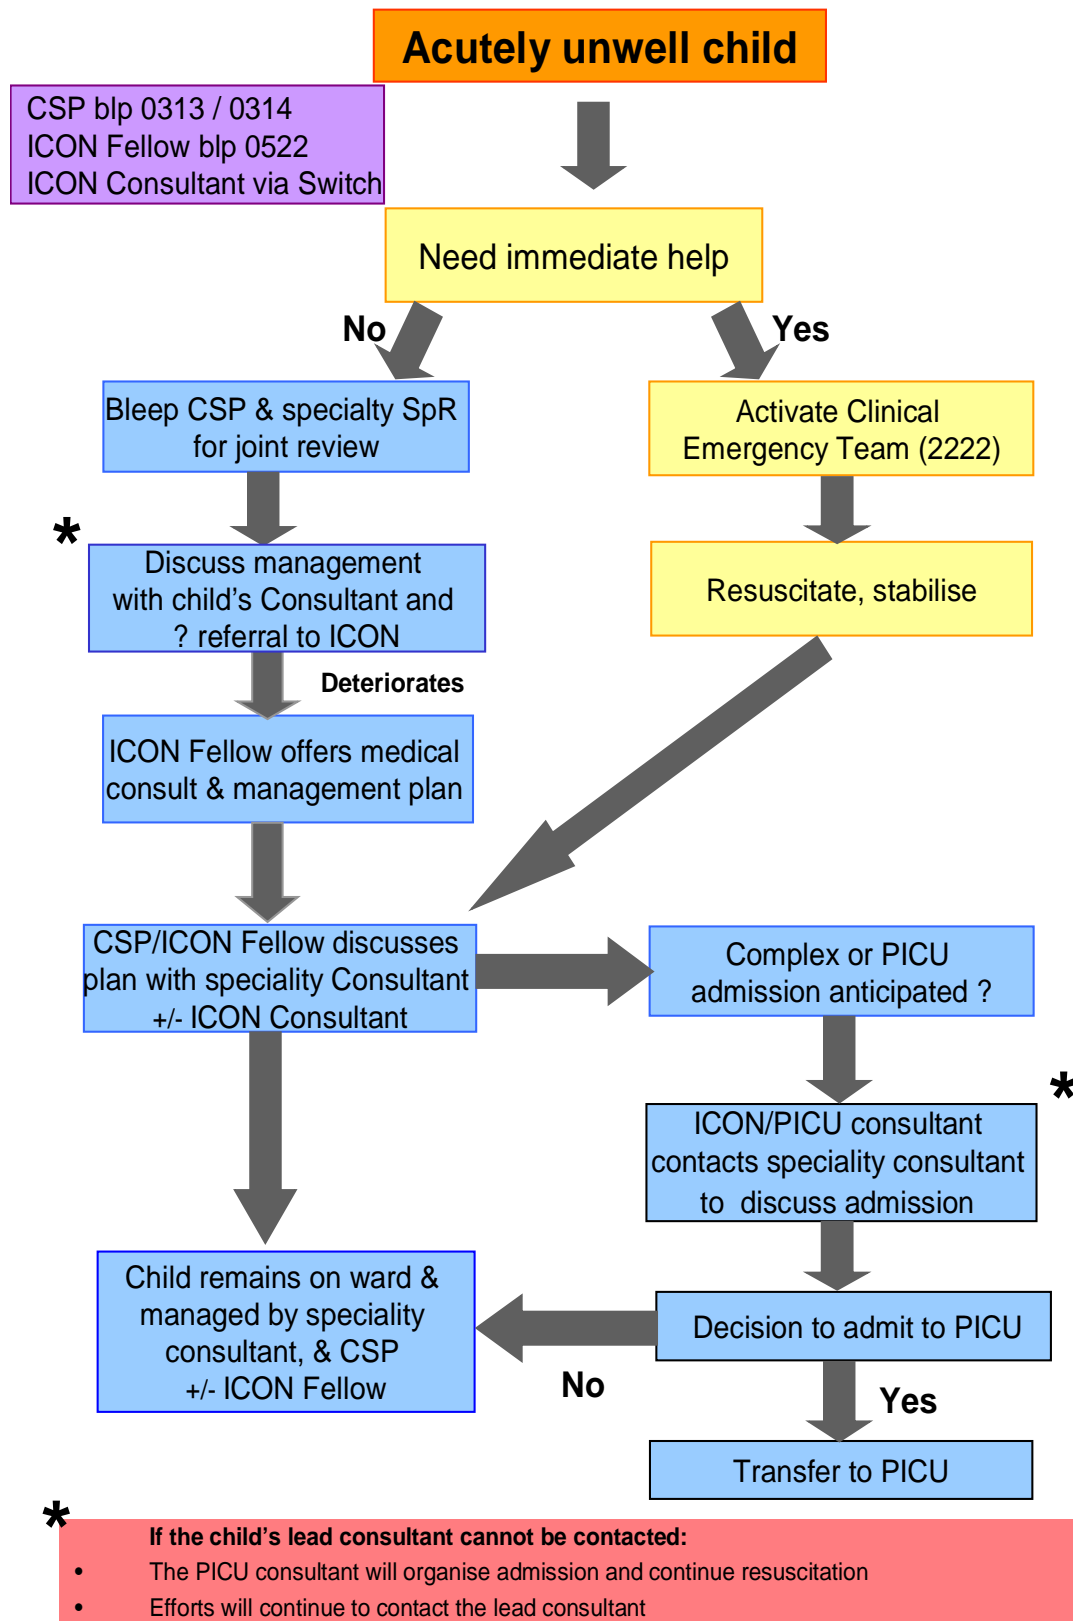 Acutely unwell child
CSP blp 0313 / 0314
ICON Fellow blp 0522
ICON Consultant via Switch
Need immediate help
No
Yes
Bleep CSP & specialty SpR
for joint review
Activate Clinical
Emergency Team (2222)
*
Discuss management
with child's Consultant and
? referral to ICON
Resuscitate, stabilise
Deteriorates
ICON Fellow offers medical
consult & management plan
CSP/ICON Fellow discusses
plan with speciality Consultant
+/- ICON Consultant
Complex or PICU
admission anticipated ?
*
ICON/PICU consultant
contacts speciality consultant
to discuss admission
Child remains on ward &
managed by speciality
consultant, & CSP
+/- ICON Fellow
Decision to admit to PICU
No
Yes
Transfer to PICU
*
If the child's lead consultant cannot be contacted:
• The PICU consultant will organise admission and continue resuscitation
• Efforts will continue to contact the lead consultant